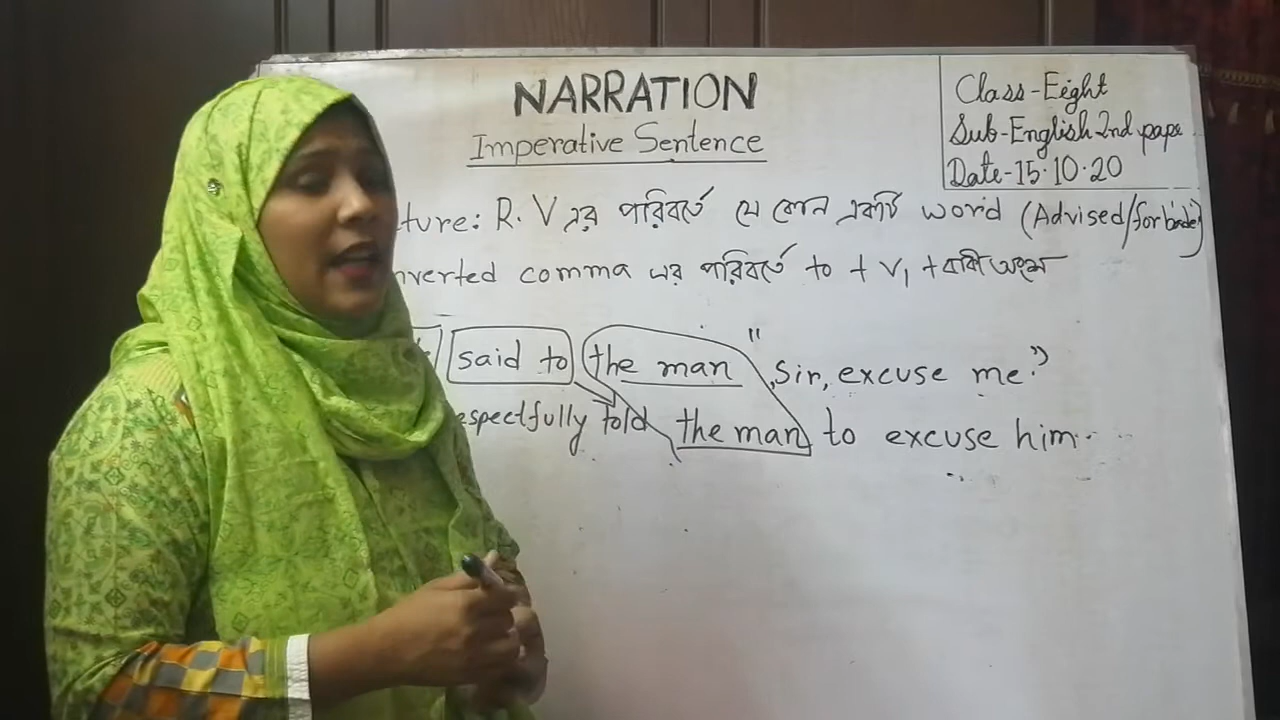 NARRATION
Imperative Sentence
Class-Eight
Sub-English 2nd pape
Date-15.10.20
ture: R.V এর পরিবর্তে যে কোন একটি word (Advised/forbade)
nverted comma এর পরিবর্তে to + V1 + বাকি অংশ
said to the man "Sir, excuse me."
espectfully told the man to excuse him.